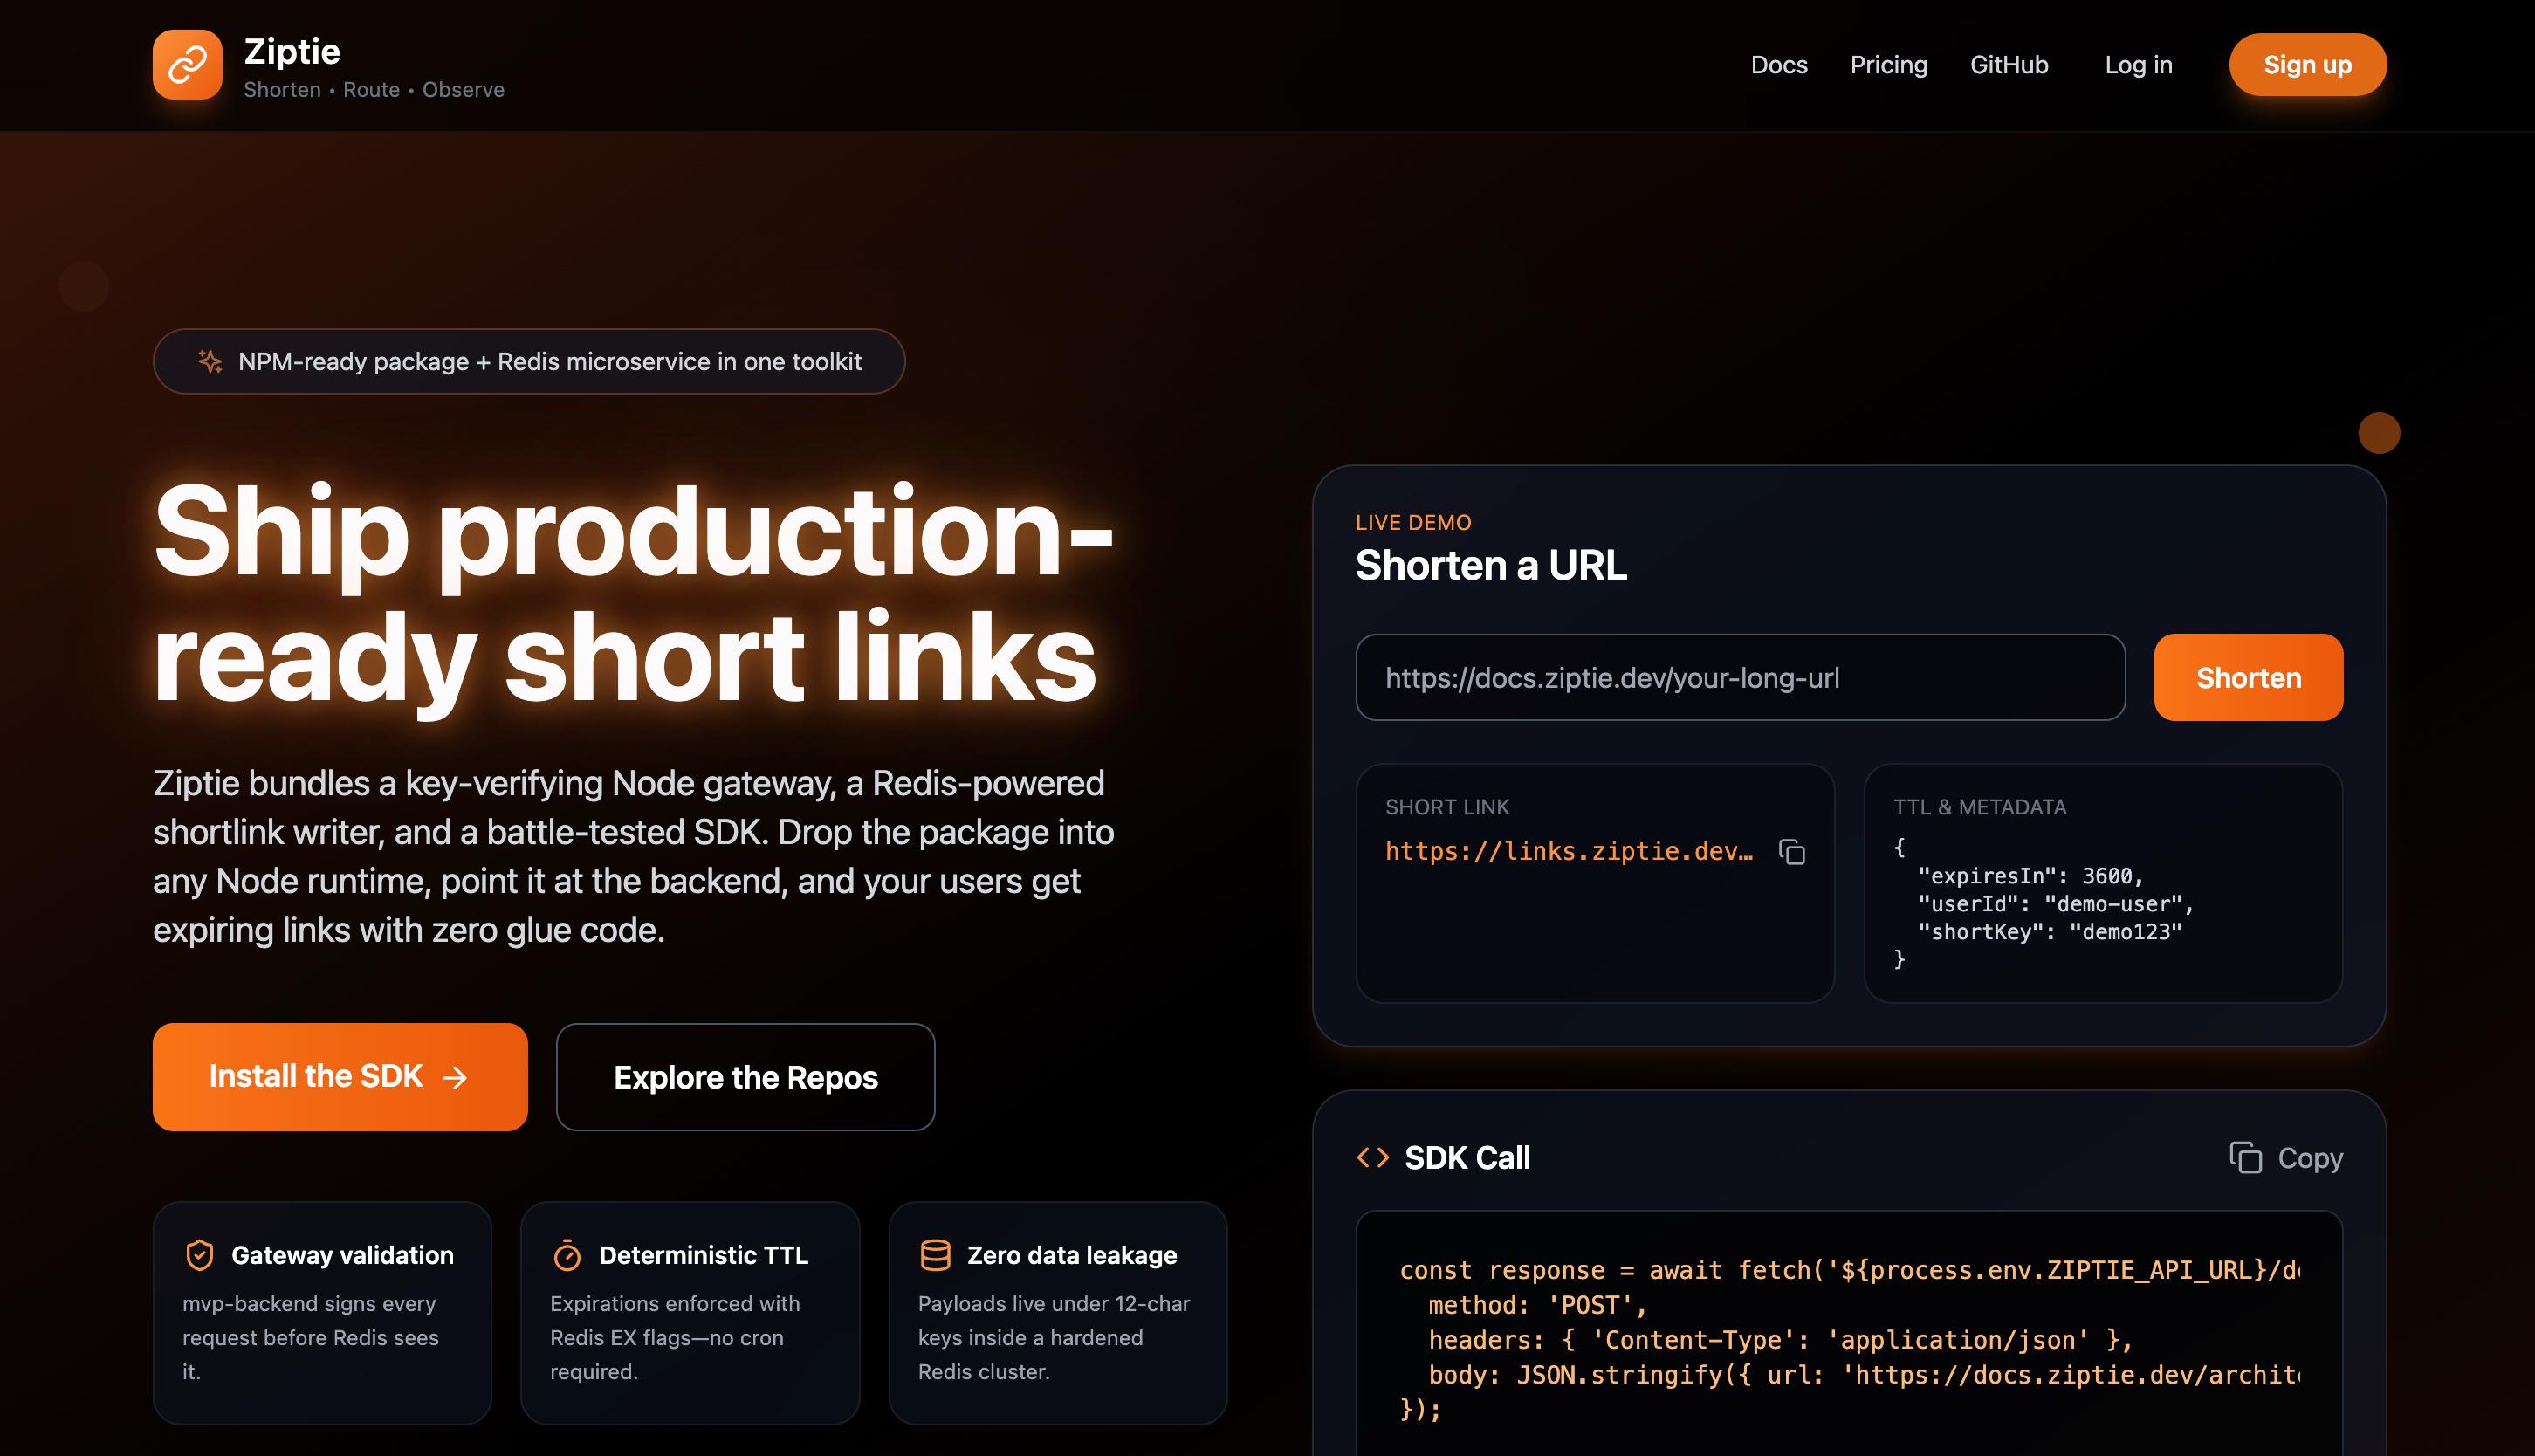 Ziptie
Shorten • Route • Observe
Docs
Pricing
GitHub
Log in
Sign up
NPM-ready package + Redis microservice in one toolkit
Ship production-
ready short links
Ziptie bundles a key-verifying Node gateway, a Redis-powered
shortlink writer, and a battle-tested SDK. Drop the package into
any Node runtime, point it at the backend, and your users get
expiring links with zero glue code.
Install the SDK →
Explore the Repos
Gateway validation
mvp-backend signs every
request before Redis sees
it.
Deterministic TTL
Expirations enforced with
Redis EX flags—no cron
required.
Zero data leakage
Payloads live under 12-char
keys inside a hardened
Redis cluster.
LIVE DEMO
Shorten a URL
https://docs.ziptie.dev/your-long-url
Shorten
SHORT LINK
https://links.ziptie.dev…
TTL & METADATA
{
  "expiresIn": 3600,
  "userId": "demo-user",
  "shortKey": "demo123"
}
SDK Call
Copy
const response = await fetch('${process.env.ZIPTIE_API_URL}/d
  method: 'POST',
  headers: { 'Content-Type': 'application/json' },
  body: JSON.stringify({ url: 'https://docs.ziptie.dev/archit
});